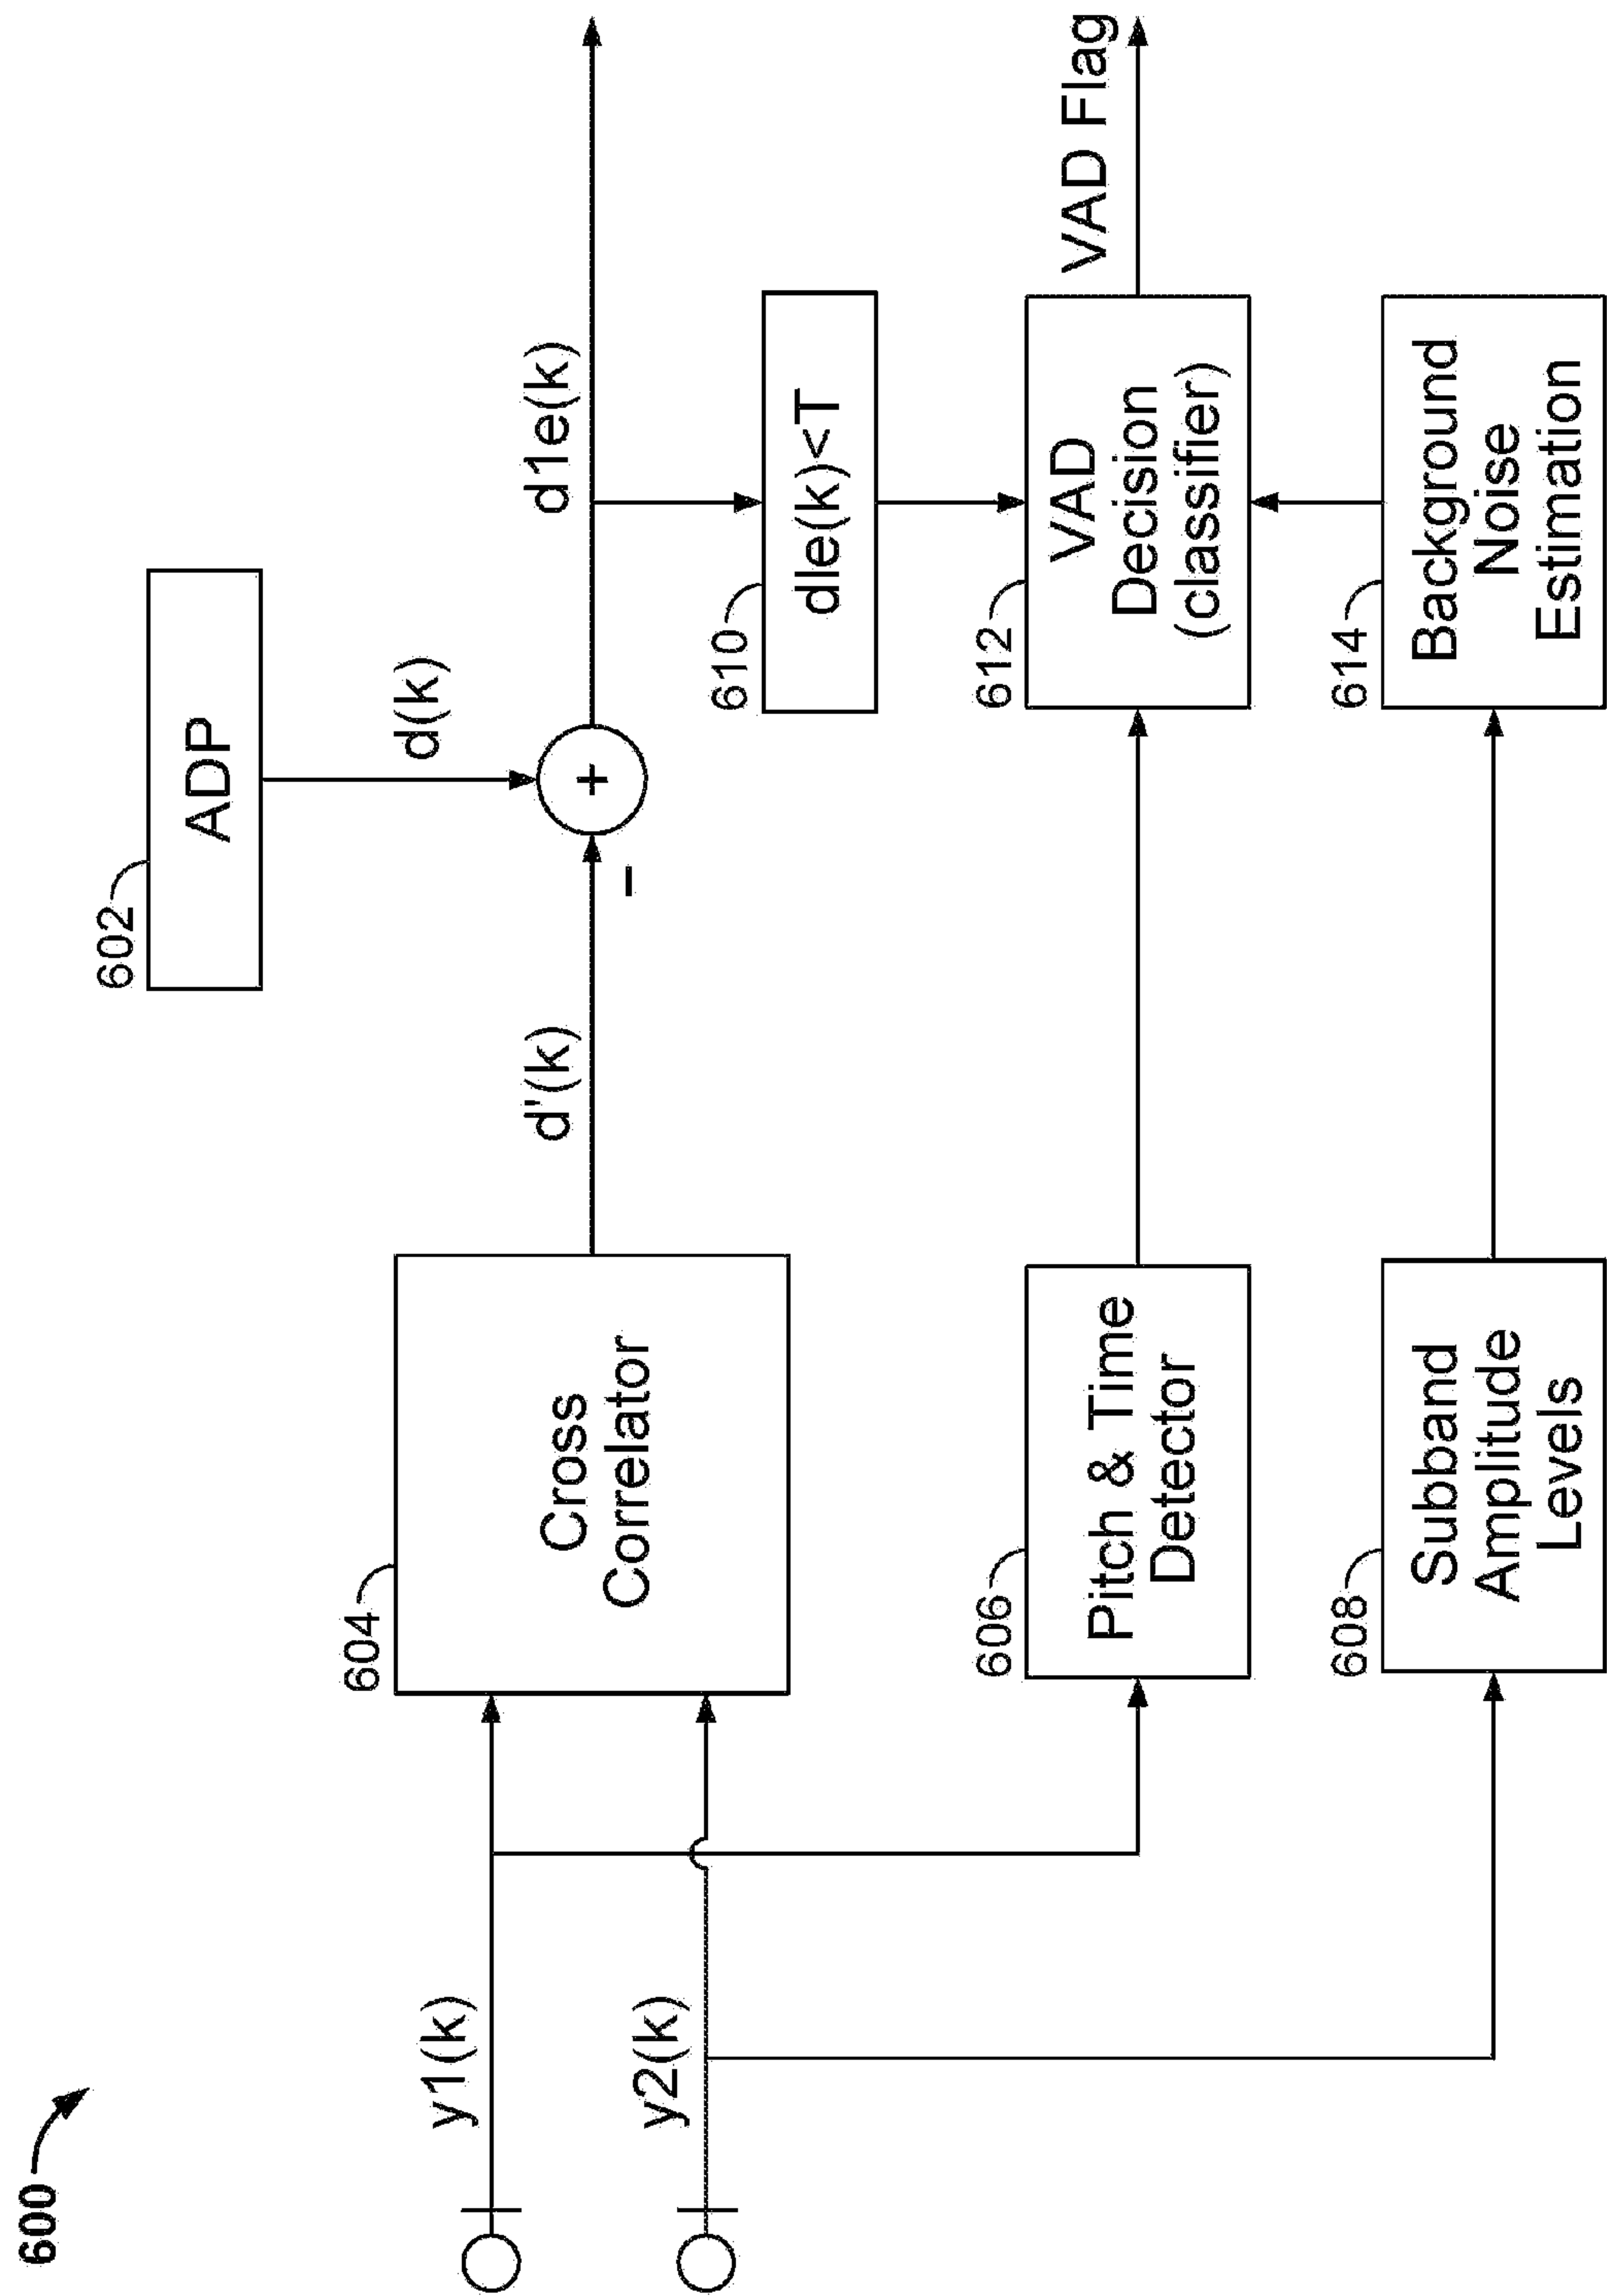 600
602
ADP
d(k)
604
Cross
Correlator
y1(k)
y2(k)
d'(k)
+
–
d1e(k)
610
dle(k)<T
606
Pitch & Time
Detector
612
VAD
Decision
(classifier)
VAD Flag
608
Subband
Amplitude
Levels
614
Background
Noise
Estimation